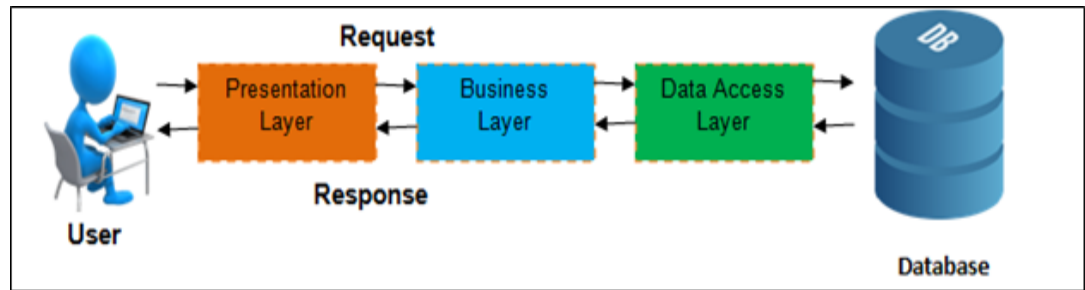 Request
DB
Presentation
Layer
Business
Layer
Data Access
Layer
Response
User
Database